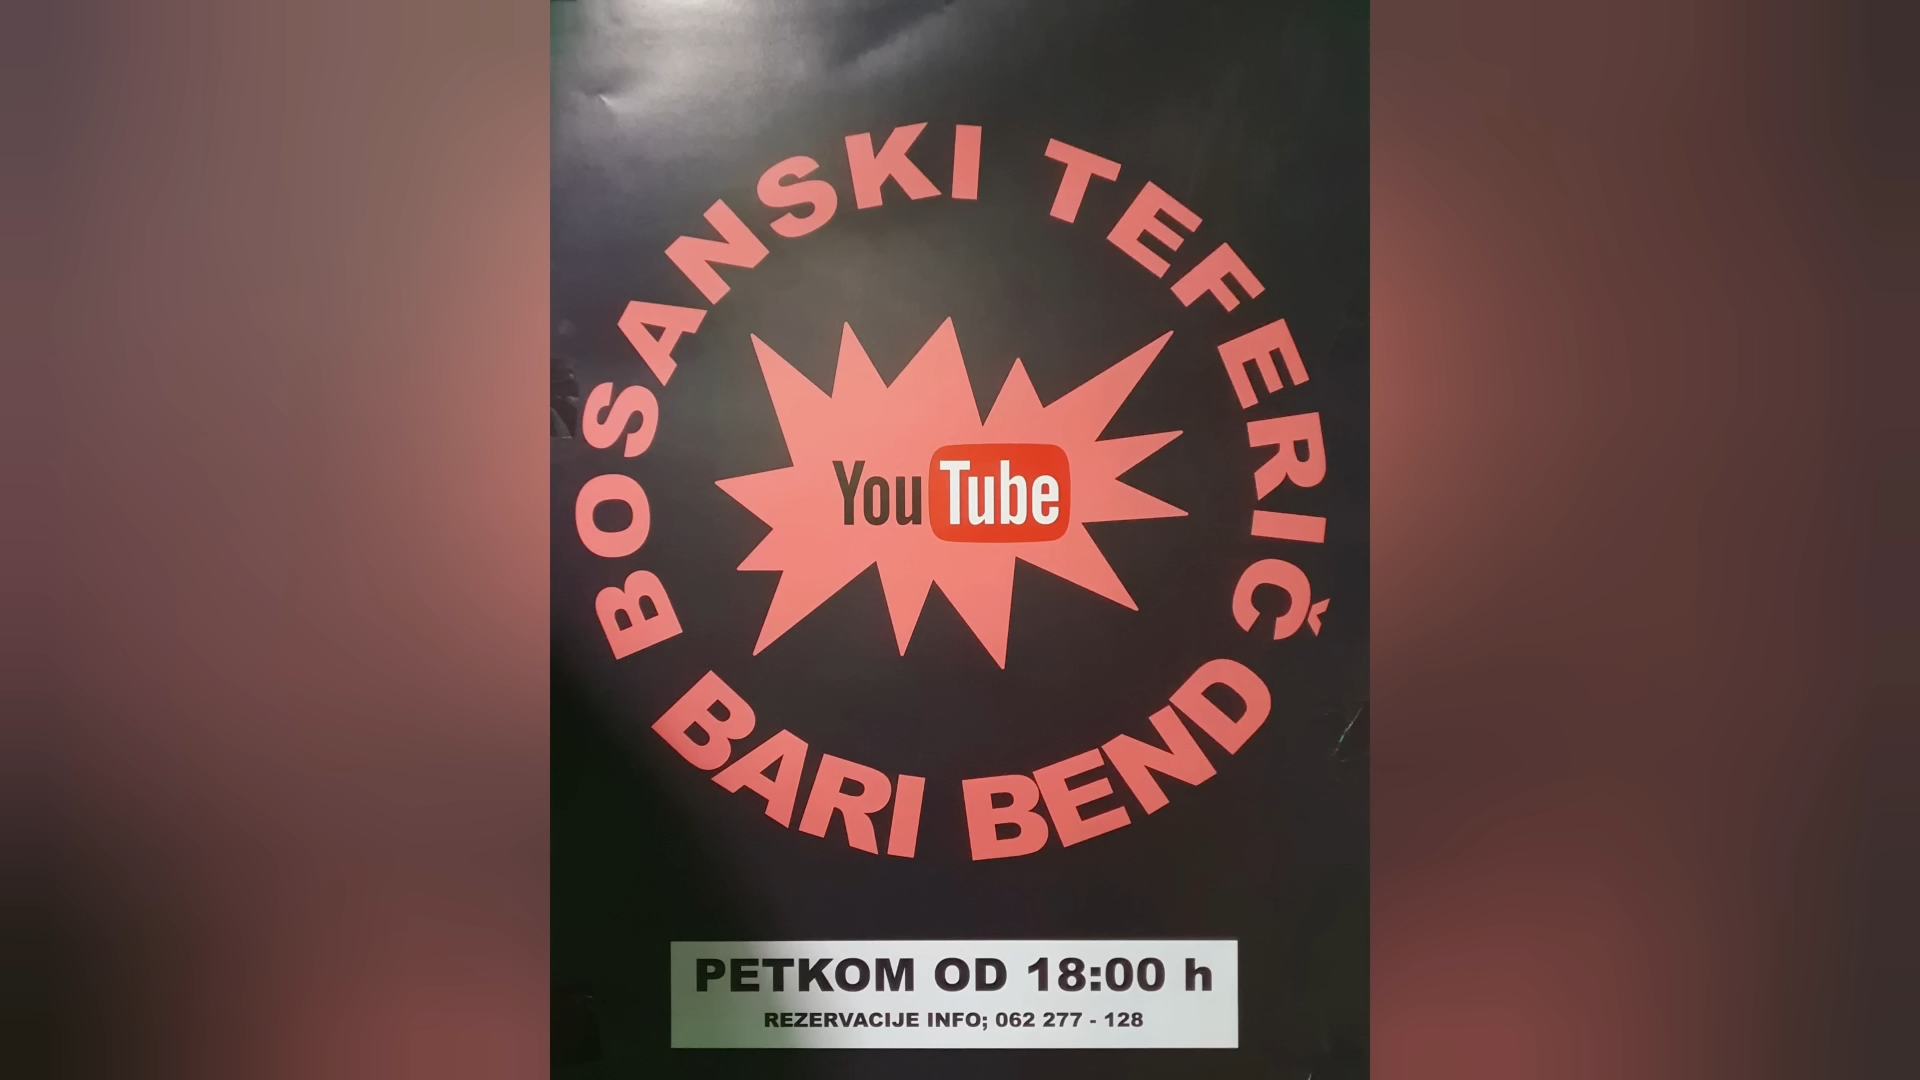 BOSANSKI TEFERIČ
YouTube
BARI BEND
PETKOM OD 18:00 h
REZERVACIJE INFO; 062 277 - 128